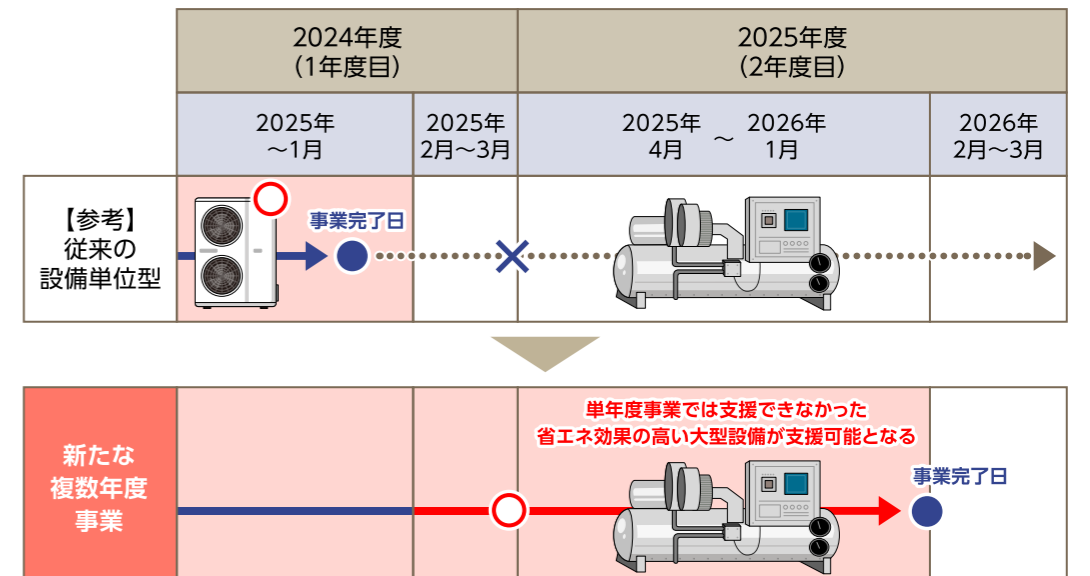 2024年度
（1年度目）
2025年度
（2年度目）
2025年
～1月
2025年
2月～3月
2025年
4月
～
2026年
1月
2026年
2月～3月
【参考】
従来の
設備単位型
事業完了日
単年度事業では支援できなかった
省エネ効果の高い大型設備が支援可能となる
新たな
複数年度
事業
事業完了日